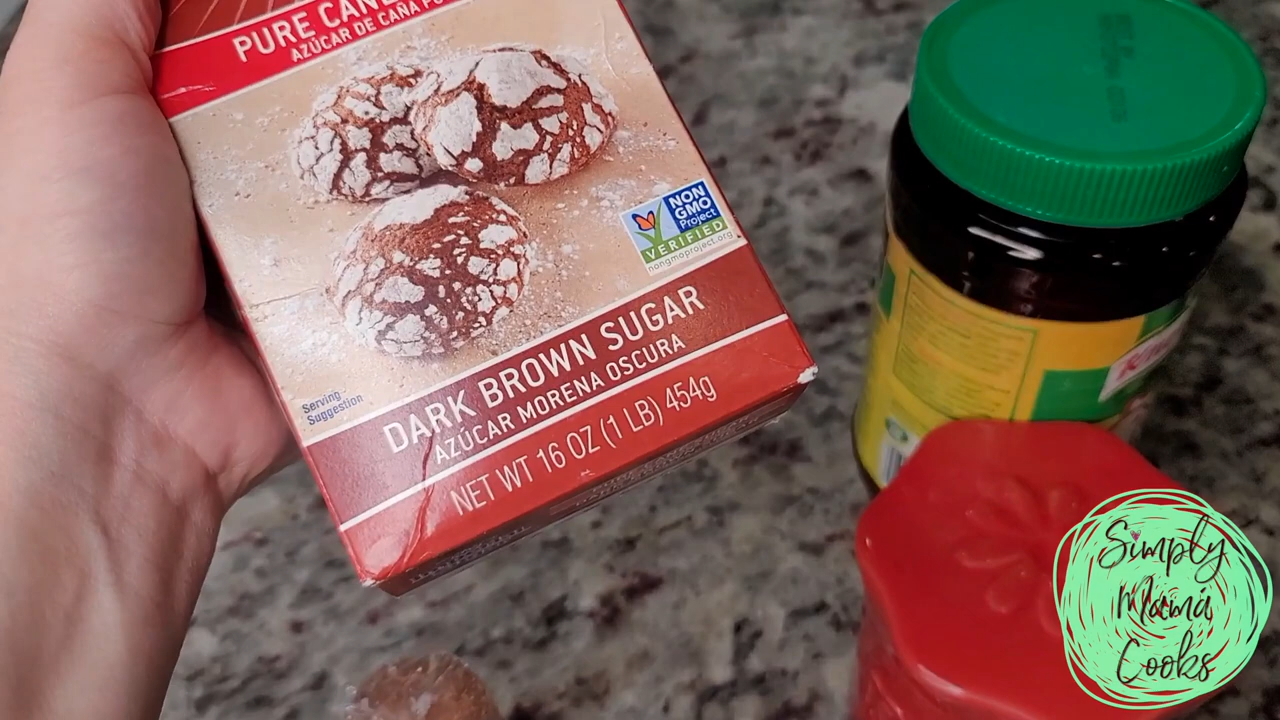 PURE CANE
AZÚCAR DE CAÑA PU
NON
GMO
Project
VERIFIED
nongmoproject.org
Serving
Suggestion
DARK BROWN SUGAR
AZÚCAR MORENA OSCURA
NET WT 16 OZ (1 LB) 454g
Simply
Mamá
Cooks